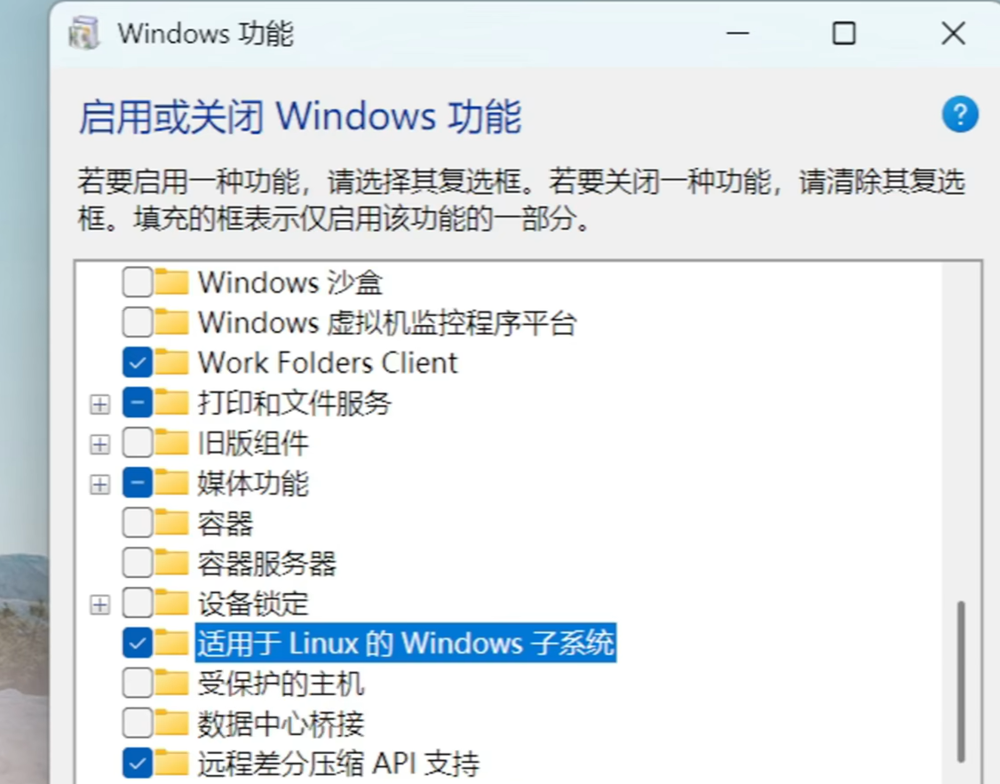 Windows 功能
启用或关闭 Windows 功能
?
若要启用一种功能，请选择其复选框。若要关闭一种功能，请清除其复选
框。填充的框表示仅启用该功能的一部分。
Windows 沙盒
Windows 虚拟机监控程序平台
Work Folders Client
打印和文件服务
旧版组件
媒体功能
容器
容器服务器
设备锁定
适用于 Linux 的 Windows 子系统
受保护的主机
数据中心桥接
远程差分压缩 API 支持